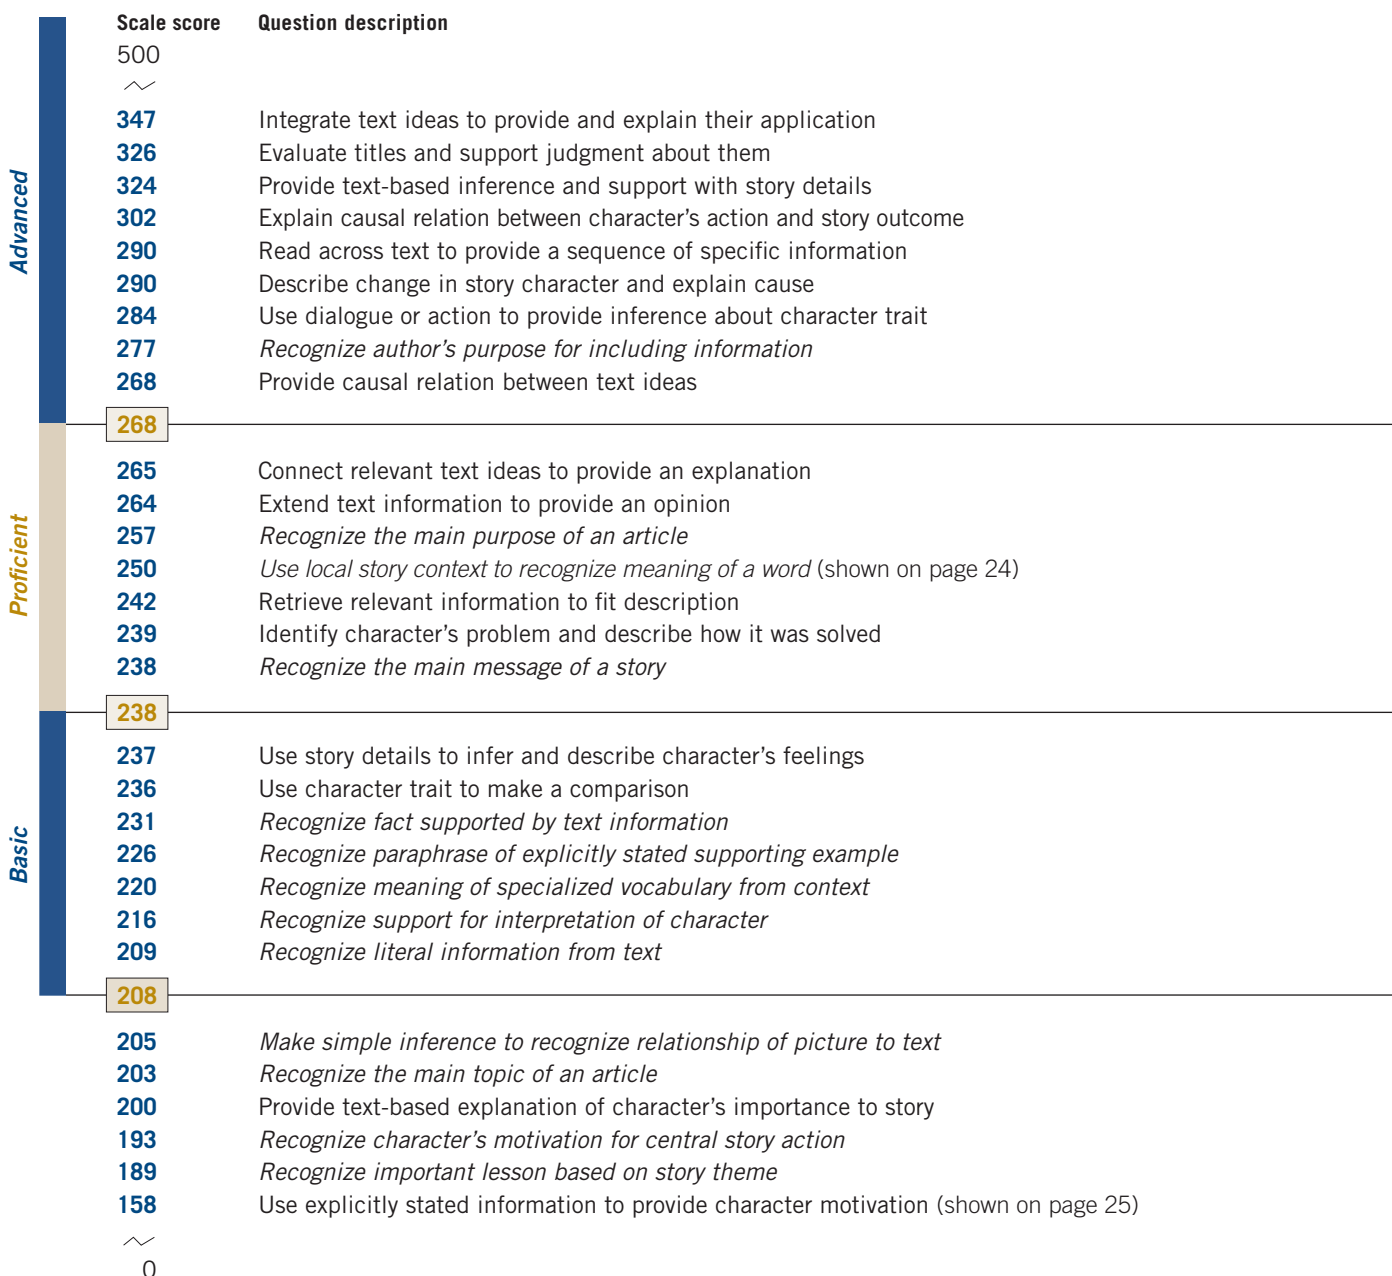 Scale score Question description
500
347 Integrate text ideas to provide and explain their application
326 Evaluate titles and support judgment about them
324 Provide text-based inference and support with story details
302 Explain causal relation between character’s action and story outcome
290 Read across text to provide a sequence of specific information
290 Describe change in story character and explain cause
284 Use dialogue or action to provide inference about character trait
277 Recognize author’s purpose for including information
268 Provide causal relation between text ideas
Advanced
268
265 Connect relevant text ideas to provide an explanation
264 Extend text information to provide an opinion
257 Recognize the main purpose of an article
250 Use local story context to recognize meaning of a word (shown on page 24)
242 Retrieve relevant information to fit description
239 Identify character’s problem and describe how it was solved
238 Recognize the main message of a story
Proficient
238
237 Use story details to infer and describe character’s feelings
236 Use character trait to make a comparison
231 Recognize fact supported by text information
226 Recognize paraphrase of explicitly stated supporting example
220 Recognize meaning of specialized vocabulary from context
216 Recognize support for interpretation of character
209 Recognize literal information from text
Basic
208
205 Make simple inference to recognize relationship of picture to text
203 Recognize the main topic of an article
200 Provide text-based explanation of character’s importance to story
193 Recognize character’s motivation for central story action
189 Recognize important lesson based on story theme
158 Use explicitly stated information to provide character motivation (shown on page 25)
0